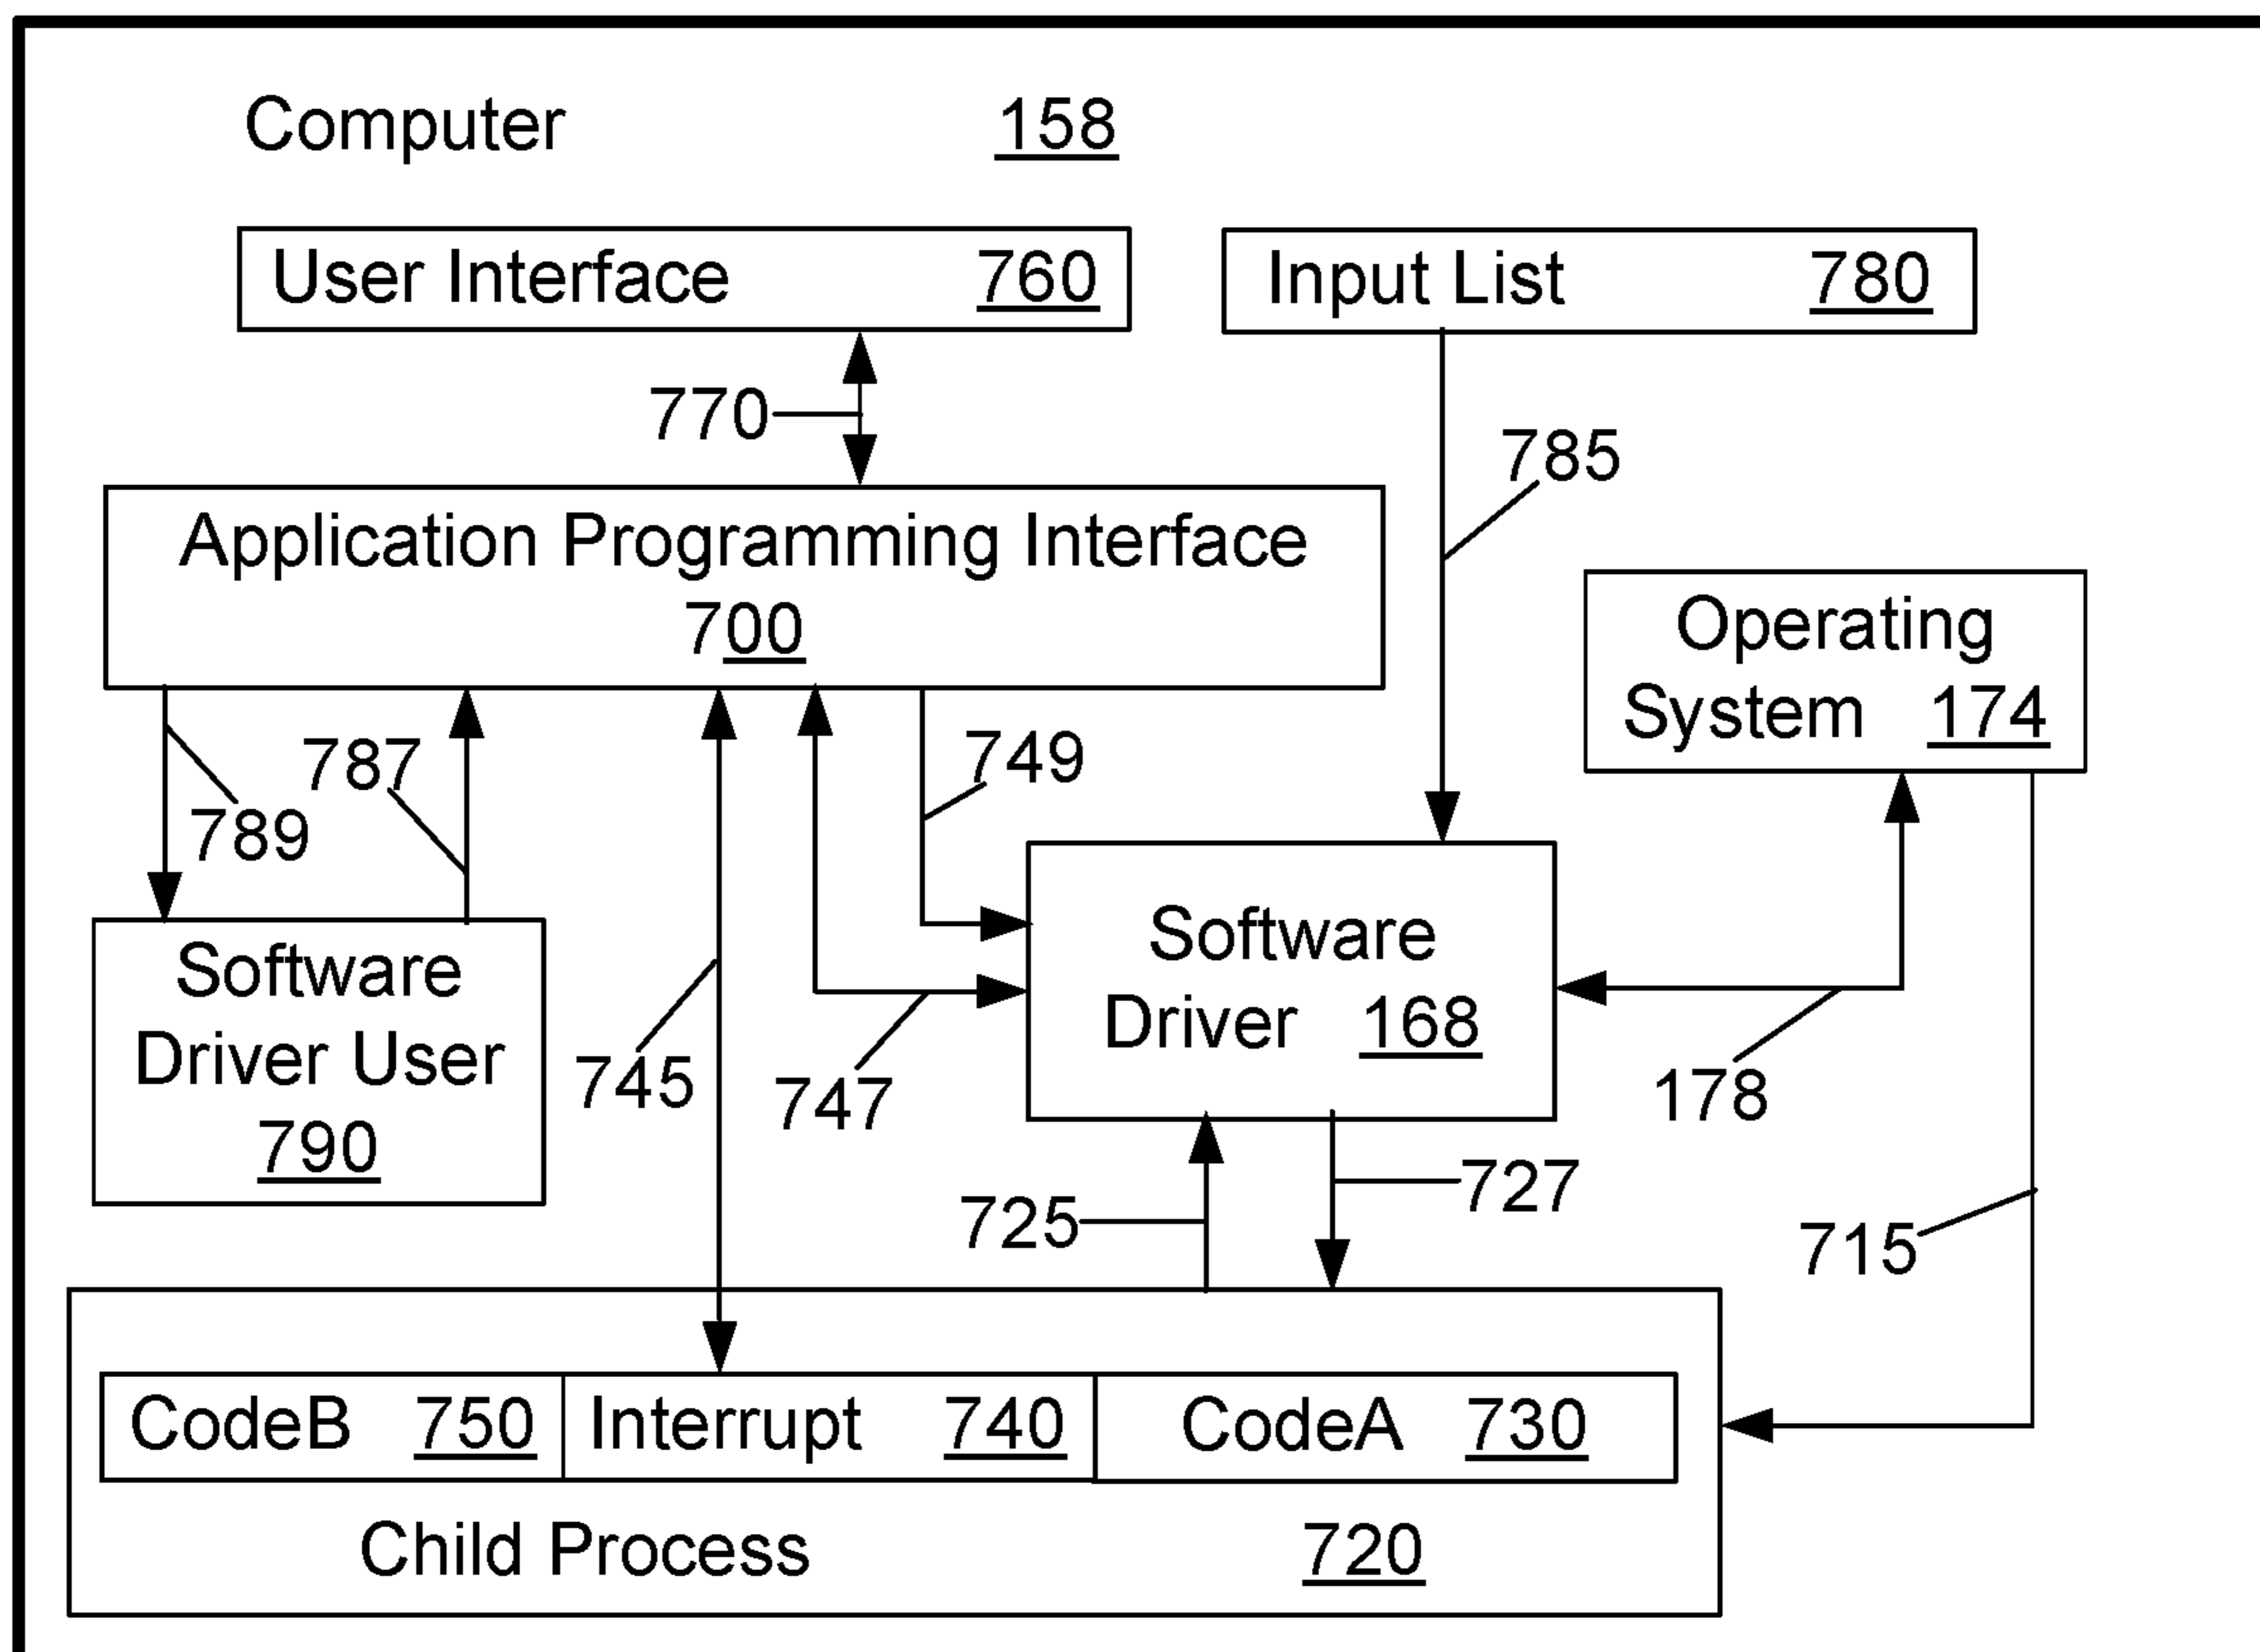 Computer 158
User Interface 760
Input List 780
770
785
Application Programming Interface
700
Operating
System 174
787
749
789
Software
Driver User
790
Software
Driver 168
745
747
178
725
727
715
CodeB 750
Interrupt 740
CodeA 730
Child Process 720